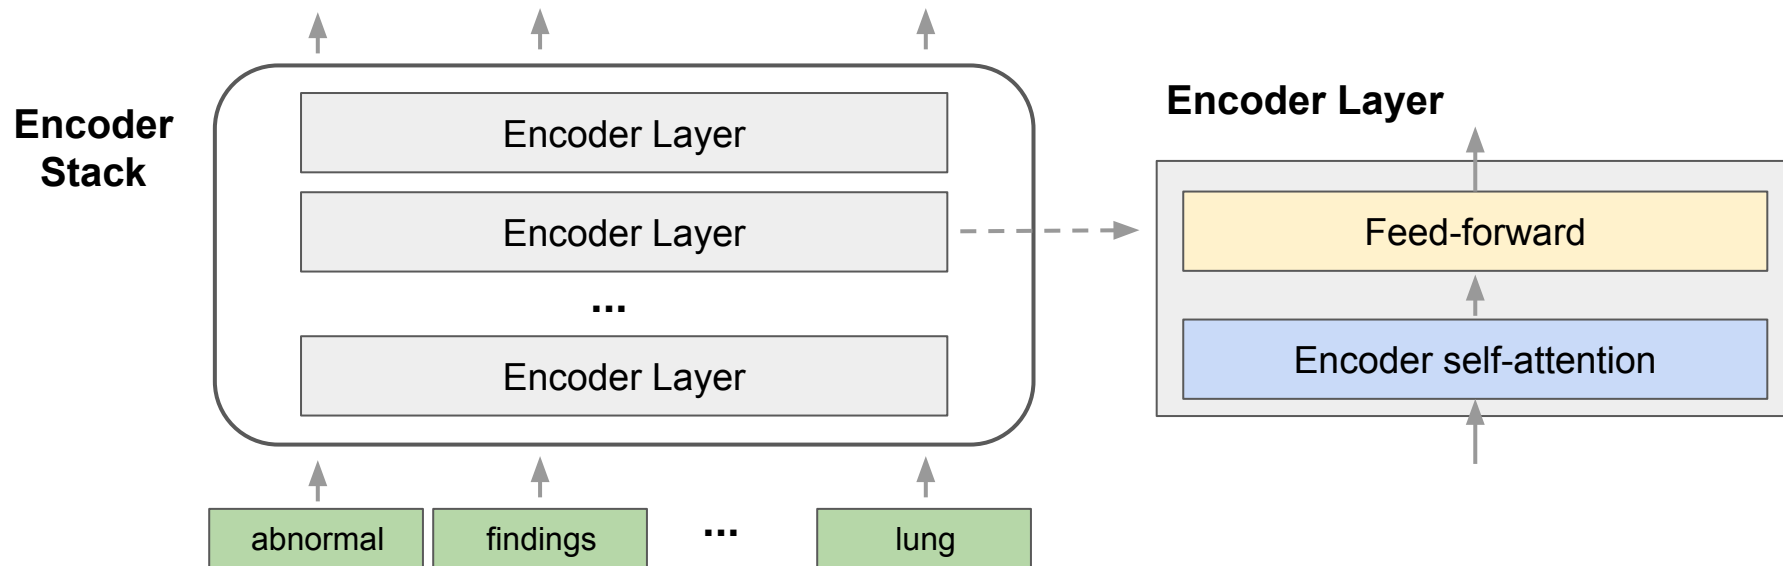 Encoder
Stack
Encoder Layer
Encoder Layer
...
Encoder Layer
abnormal
findings
...
lung
Encoder Layer
Feed-forward
Encoder self-attention